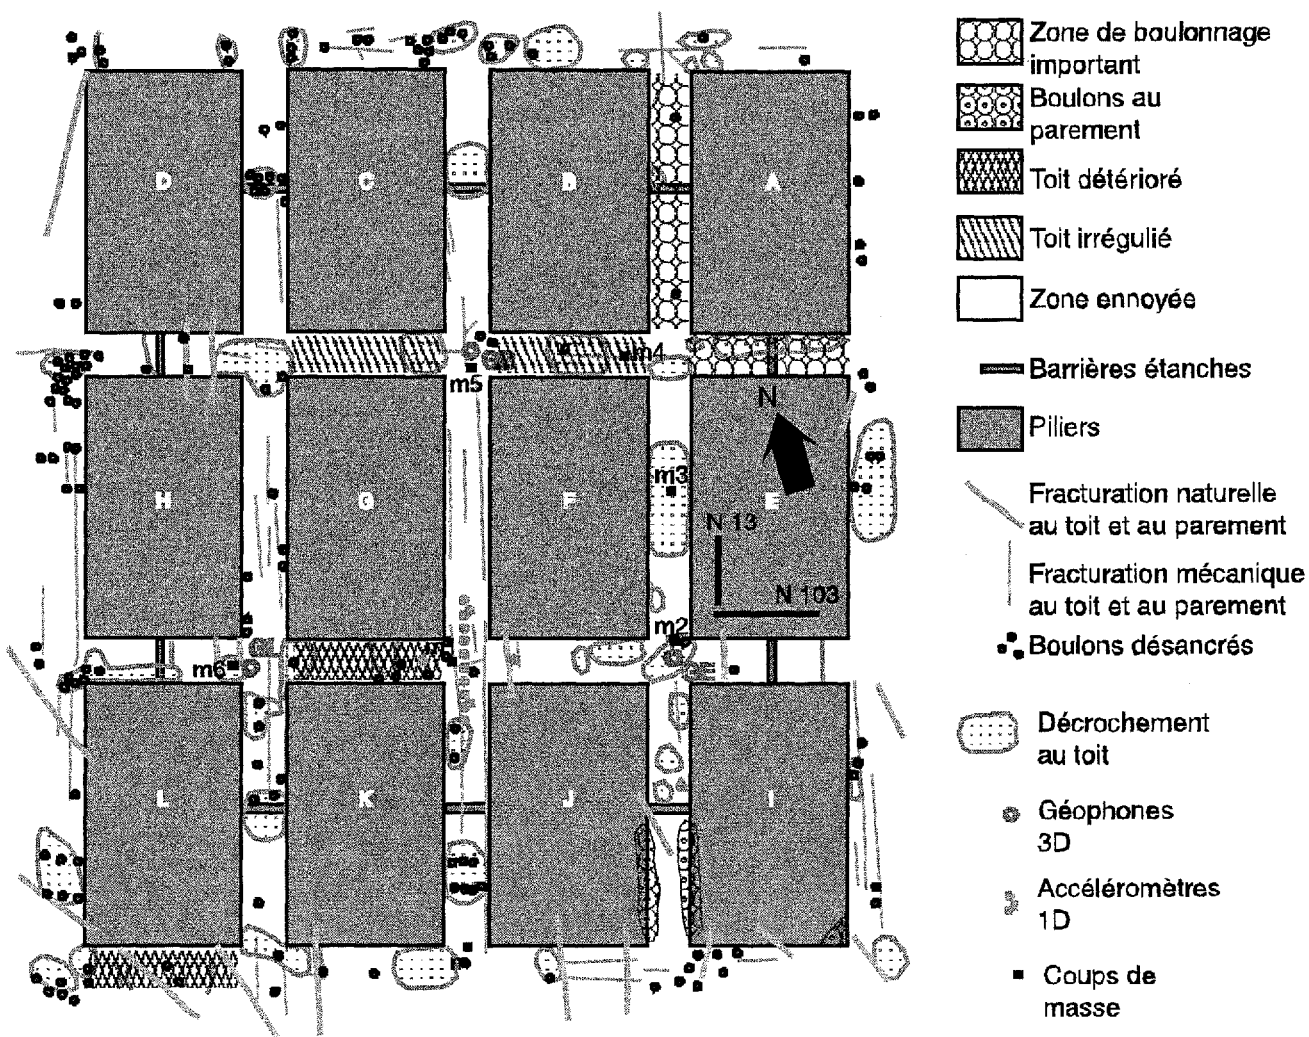 Zone de boulonnage
important
Boulons au
parement
Toit détérioré
Toit irrégulié
Zone ennoyée
Barrières étanches
Piliers
Fracturation naturelle
au toit et au parement
Fracturation mécanique
au toit et au parement
Boulons désancrés
Décrochement
au toit
Géophones
3D
Accéléromètres
1D
Coups de
masse
D
C
B
A
m4
m5
N
H
G
F
E
m3
N 13
N 103
m2
m6
L
K
J
I